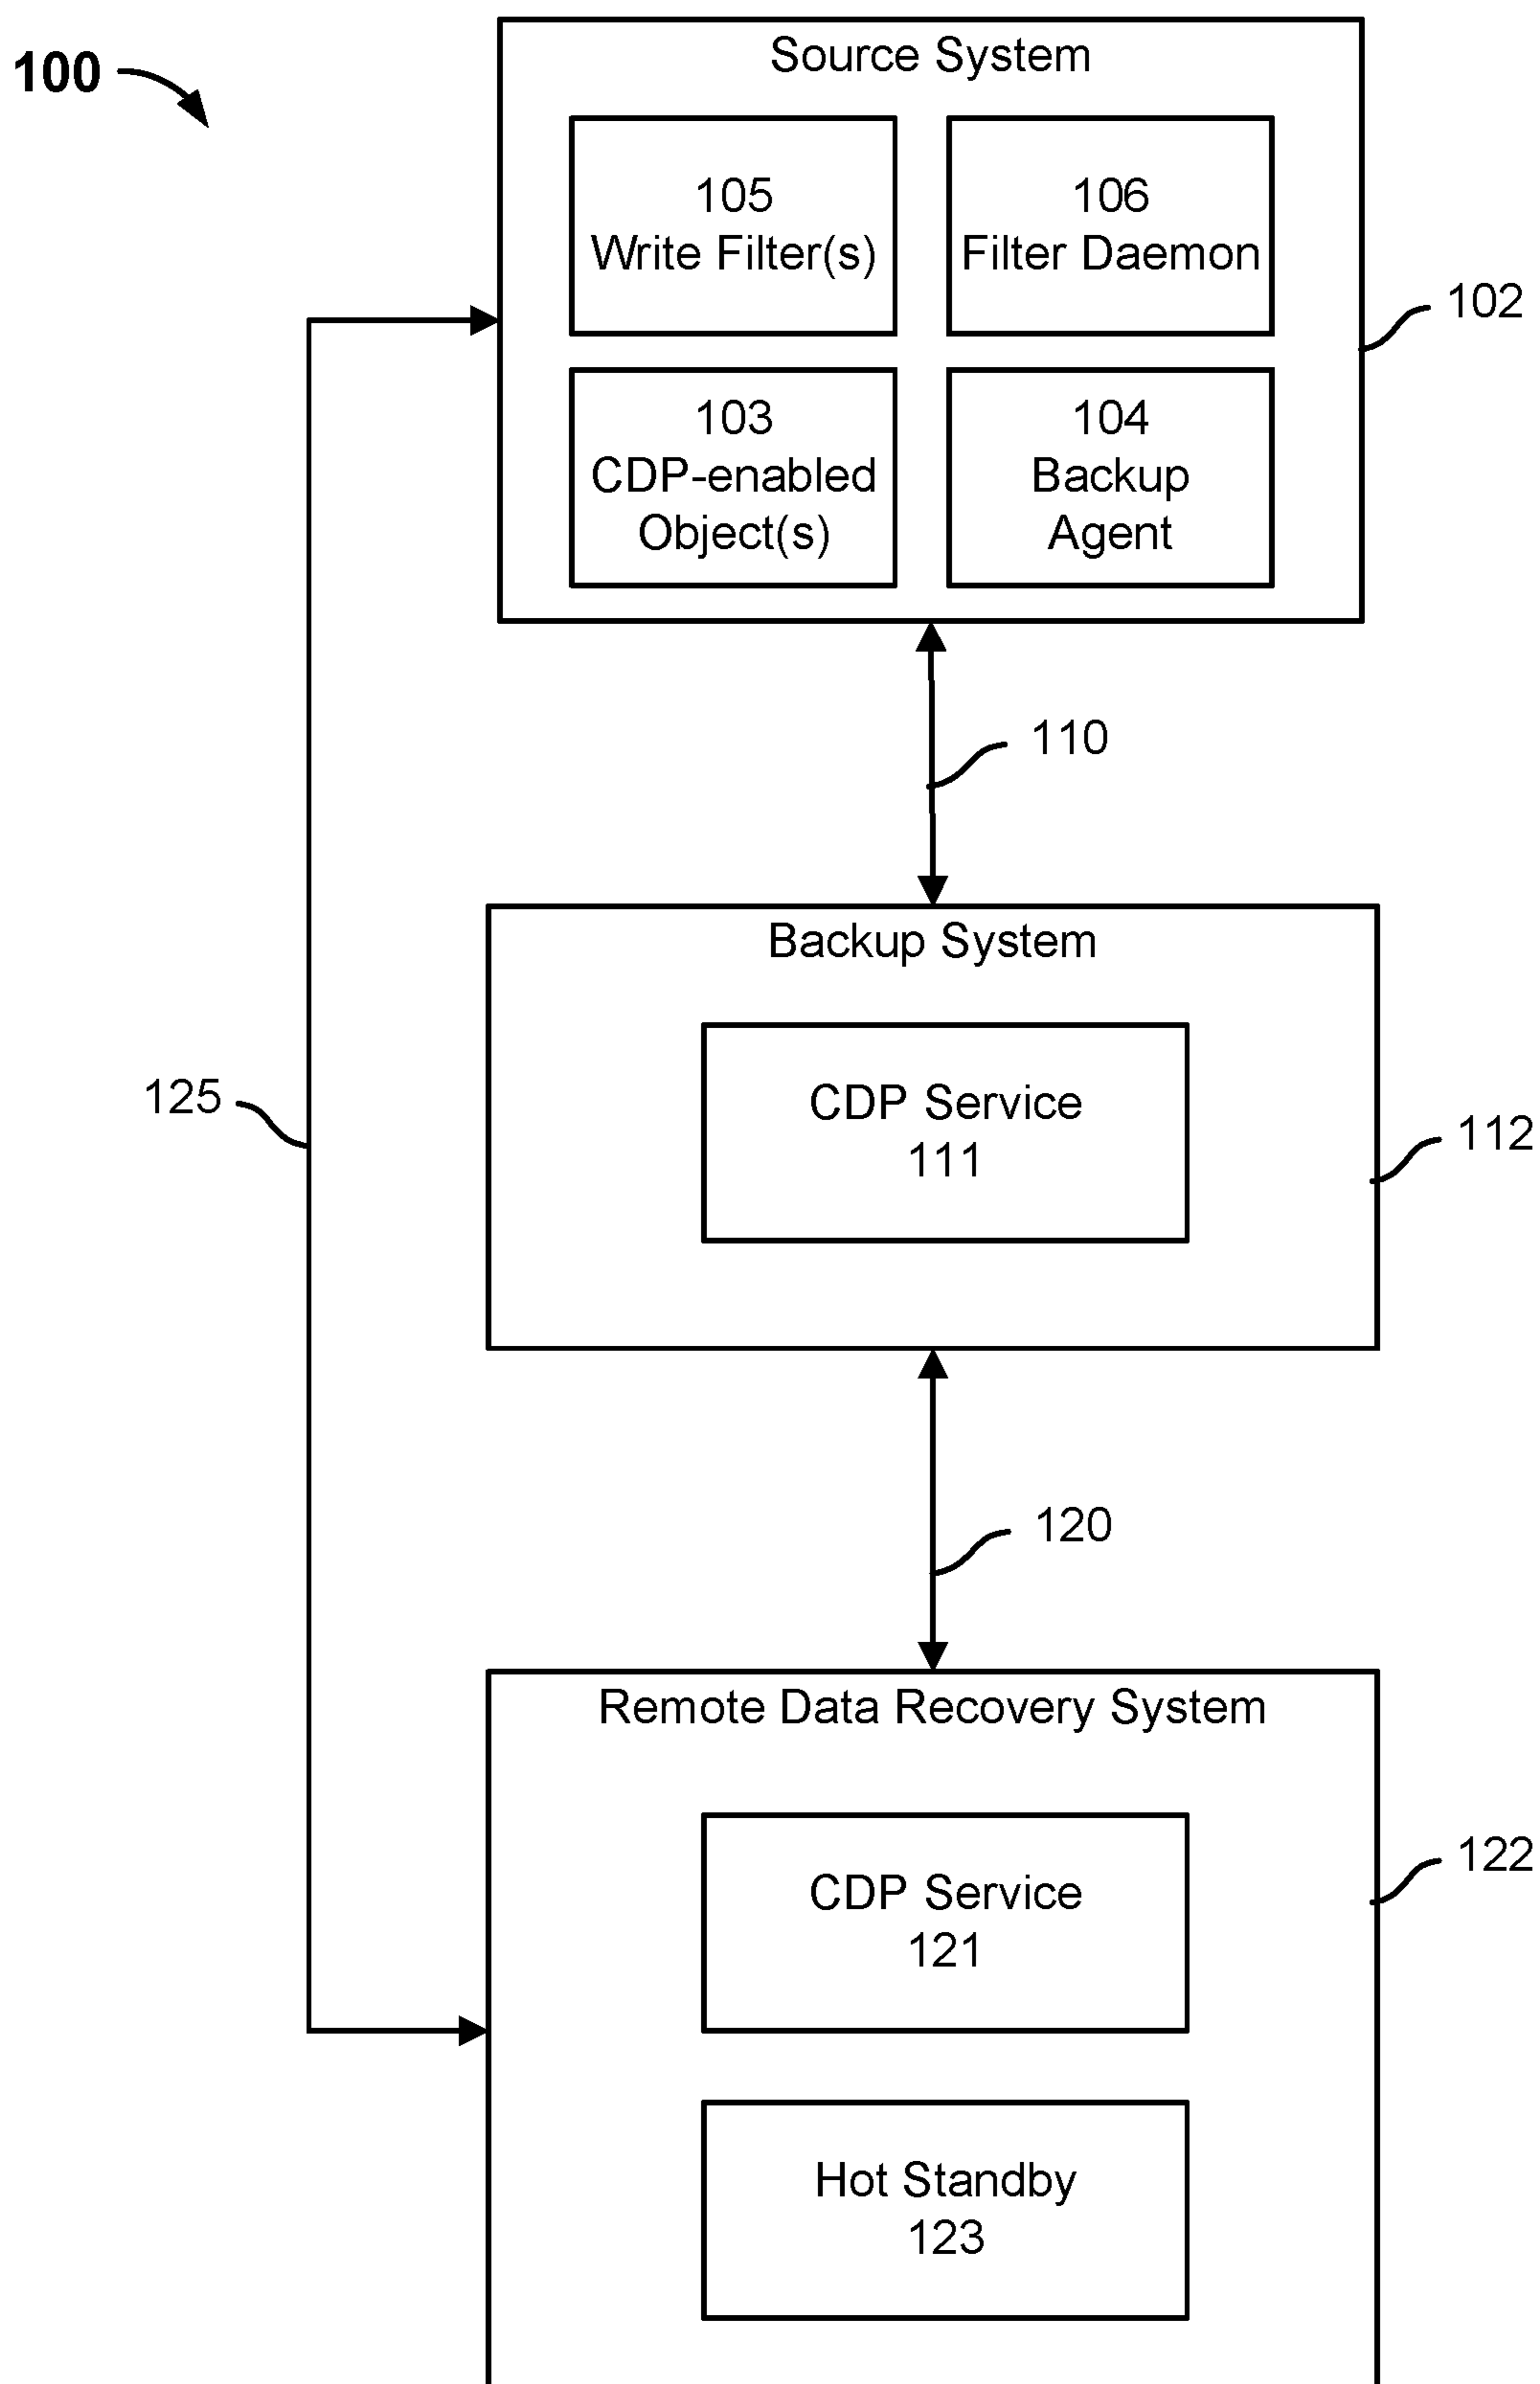 100
Source System
105
Write Filter(s)
106
Filter Daemon
102
103
CDP-enabled
Object(s)
104
Backup
Agent
110
Backup System
CDP Service
111
125
112
120
Remote Data Recovery System
CDP Service
121
122
Hot Standby
123